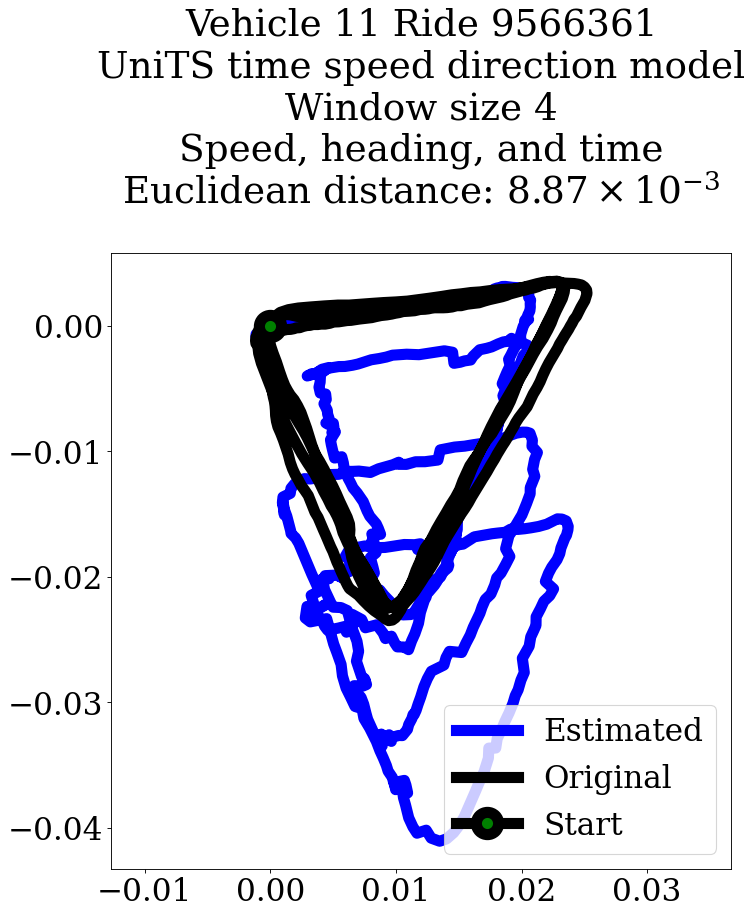 Vehicle 11 Ride 9566361
UniTS time speed direction model
Window size 4
Speed, heading, and time
Euclidean distance: 8.87 × 10⁻³
0.00
−0.01
−0.02
−0.03
−0.04
Estimated
Original
Start
−0.01 0.00 0.01 0.02 0.03